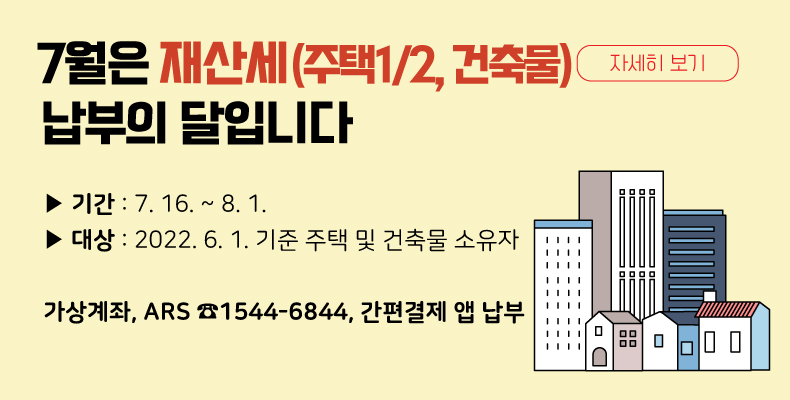 7월은 재산세(주택1/2, 건축물) 자세히 보기
납부의 달입니다
▶ 기간 : 7. 16. ~ 8. 1.
▶ 대상 : 2022. 6. 1. 기준 주택 및 건축물 소유자
가상계좌, ARS ☎1544-6844, 간편결제 앱 납부